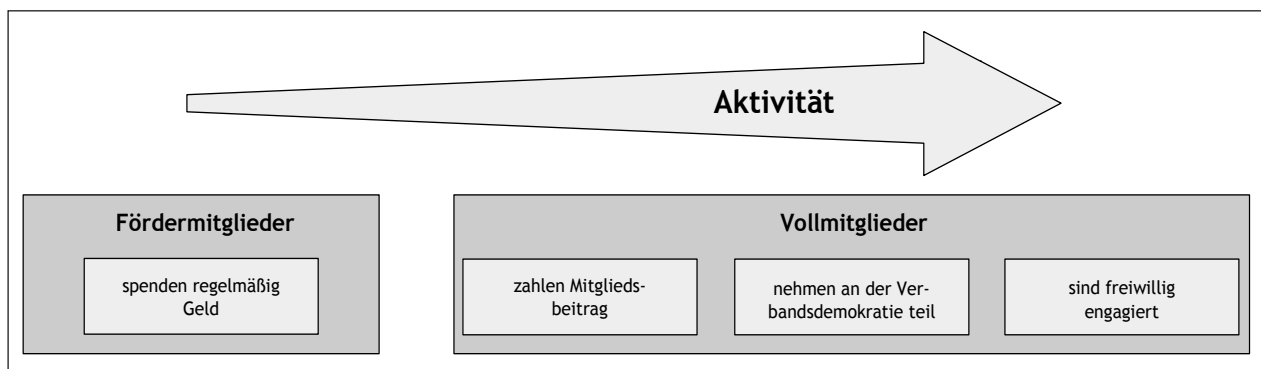 Aktivität
Fördermitglieder
spenden regelmäßig
Geld
Vollmitglieder
zahlen Mitglieds-
beitrag
nehmen an der Ver-
bandsdemokratie teil
sind freiwillig
engagiert